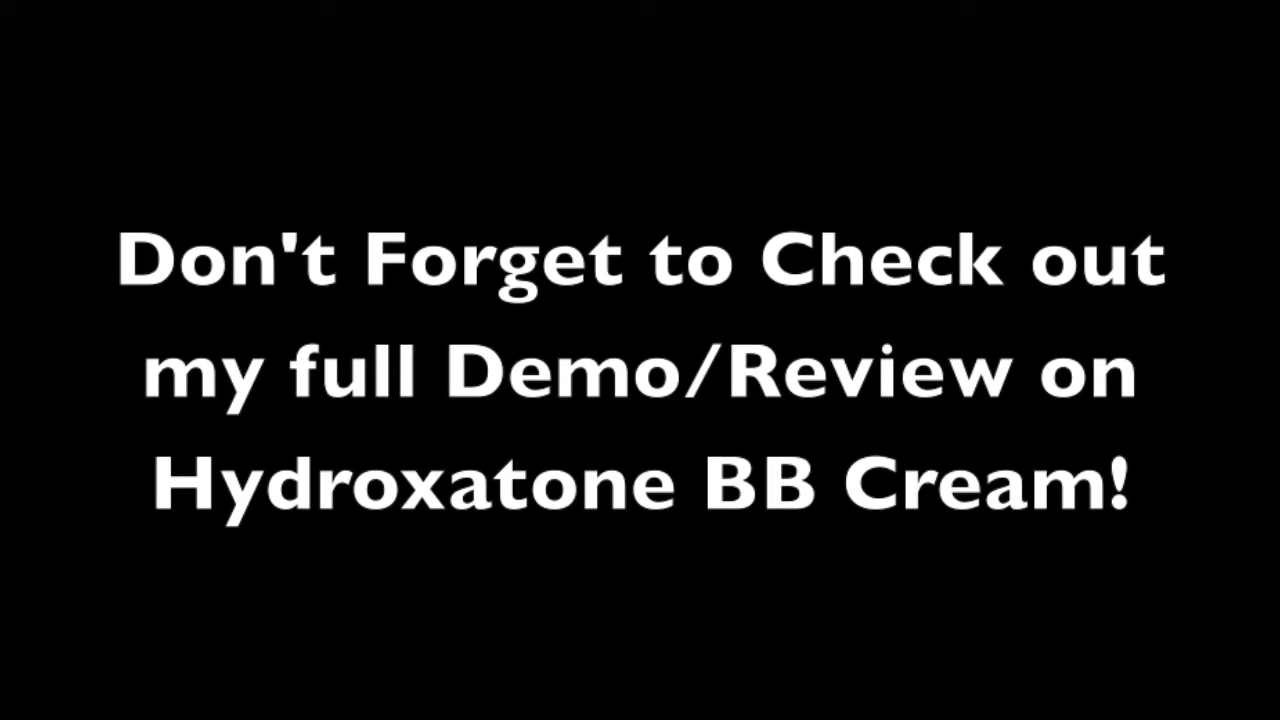 Don't Forget to Check out
my full Demo/Review on
Hydroxatone BB Cream!